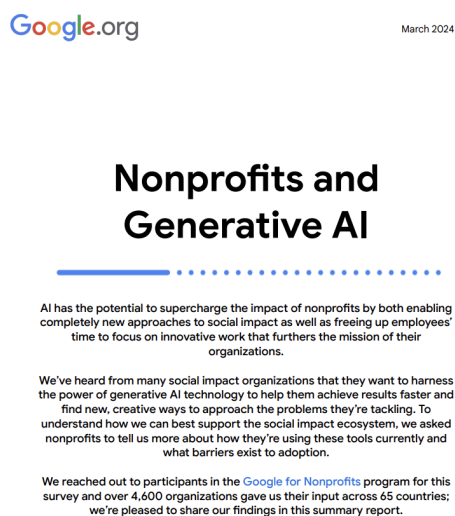 Google.org
March 2024
Nonprofits and
Generative AI
AI has the potential to supercharge the impact of nonprofits by both enabling
completely new approaches to social impact as well as freeing up employees’
time to focus on innovative work that furthers the mission of their
organizations.
We’ve heard from many social impact organizations that they want to harness
the power of generative AI technology to help them achieve results faster and
find new, creative ways to approach the problems they’re tackling. To
understand how we can best support the social impact ecosystem, we asked
nonprofits to tell us more about how they’re using these tools currently and
what barriers exist to adoption.
We reached out to participants in the Google for Nonprofits program for this
survey and over 4,600 organizations gave us their input across 65 countries;
we’re pleased to share our findings in this summary report.